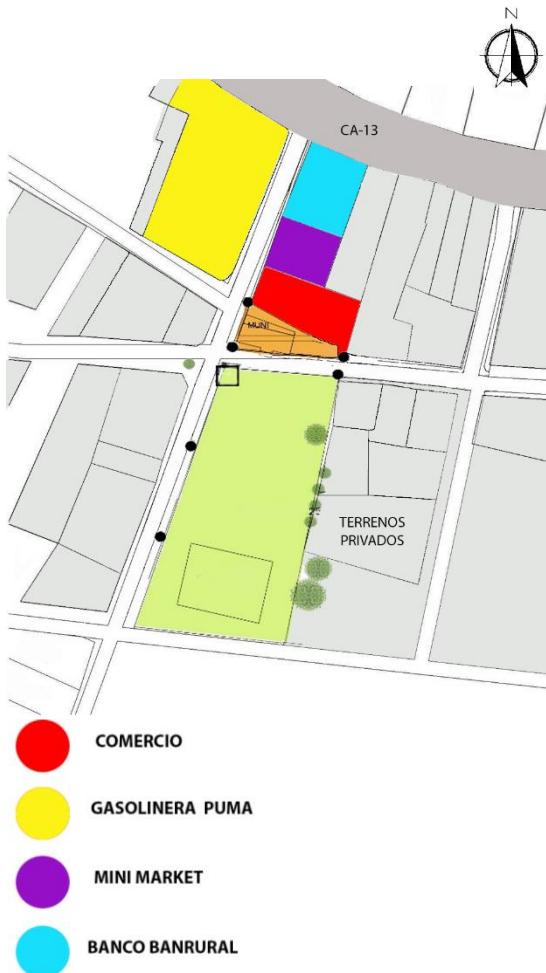 N
CA-13
MUNI
TERRENOS
PRIVADOS
COMERCIO
GASOLINERA PUMA
MINI MARKET
BANCO BANRURAL